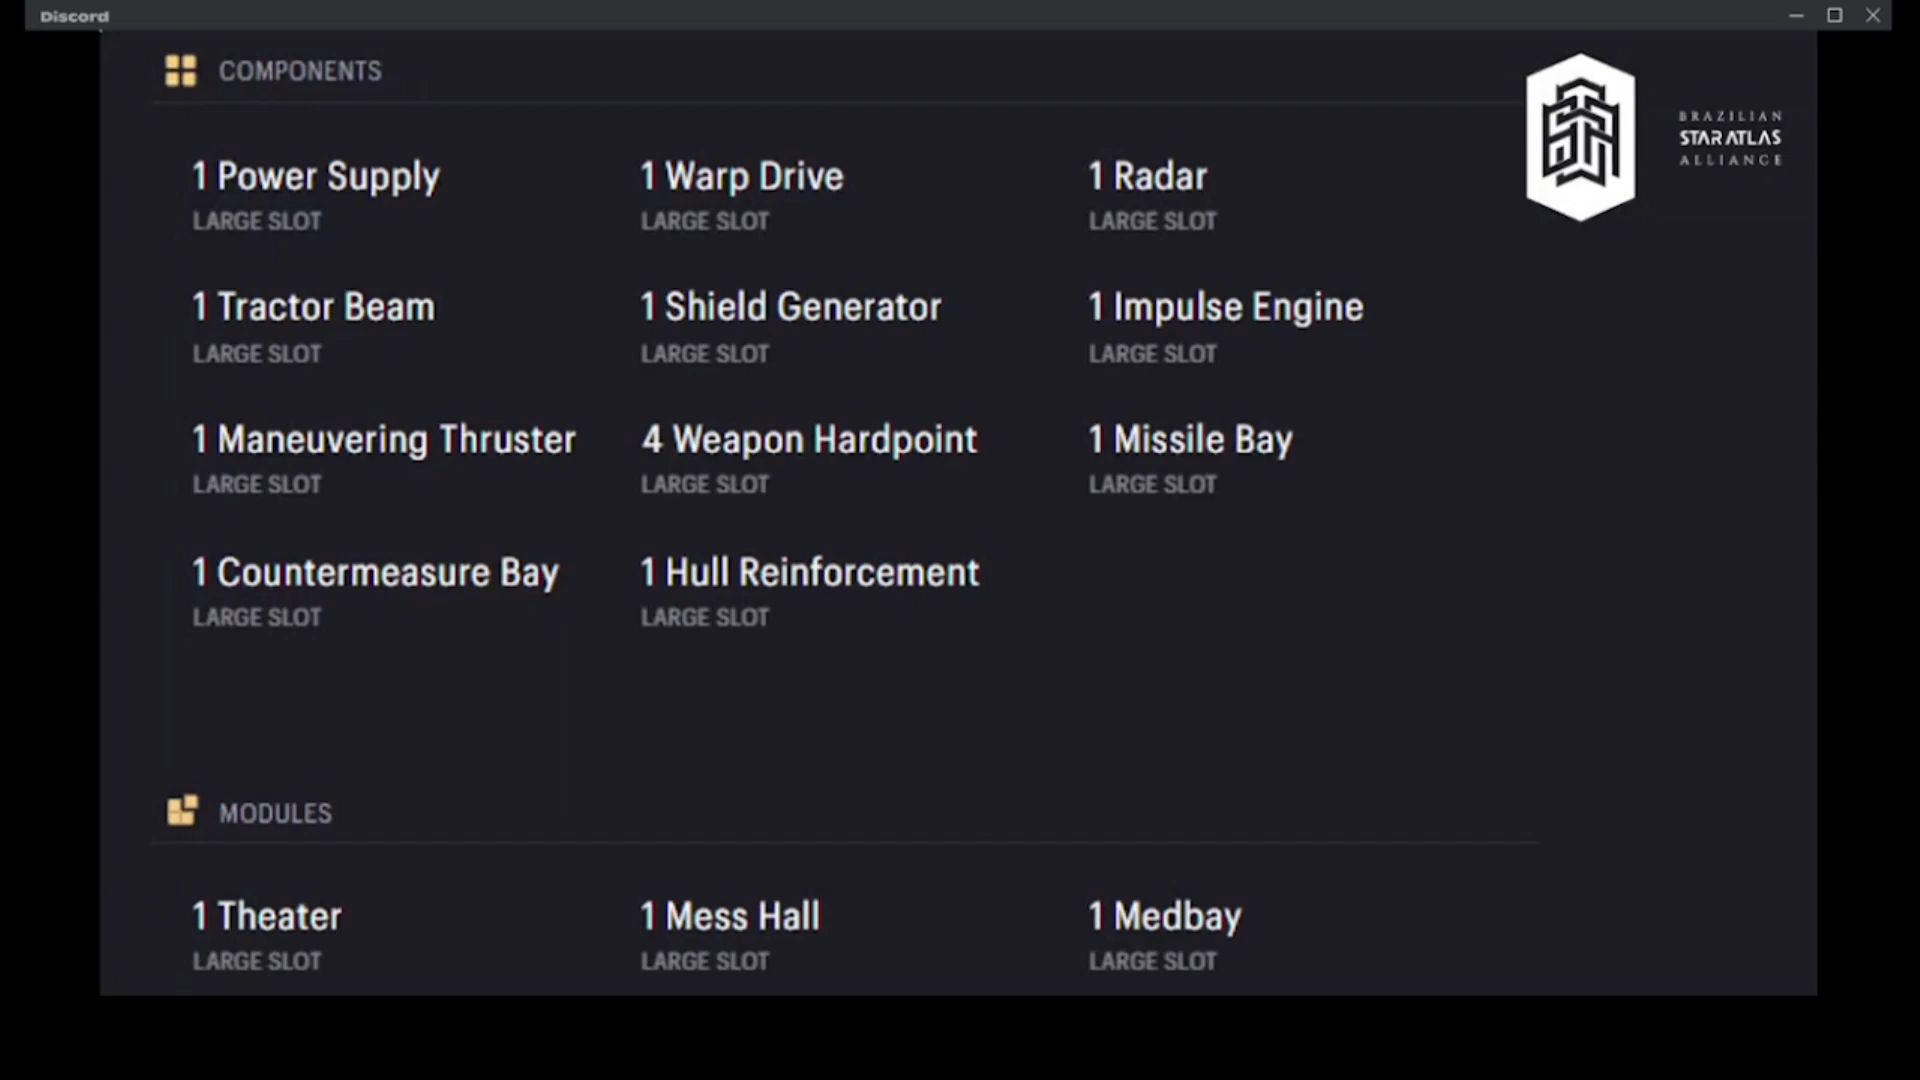 Discord
COMPONENTS
BRAZILIAN
STAR ATLAS
ALLIANCE
1 Power Supply
LARGE SLOT
1 Warp Drive
LARGE SLOT
1 Radar
LARGE SLOT
1 Tractor Beam
LARGE SLOT
1 Shield Generator
LARGE SLOT
1 Impulse Engine
LARGE SLOT
1 Maneuvering Thruster
LARGE SLOT
4 Weapon Hardpoint
LARGE SLOT
1 Missile Bay
LARGE SLOT
1 Countermeasure Bay
LARGE SLOT
1 Hull Reinforcement
LARGE SLOT
MODULES
1 Theater
LARGE SLOT
1 Mess Hall
LARGE SLOT
1 Medbay
LARGE SLOT